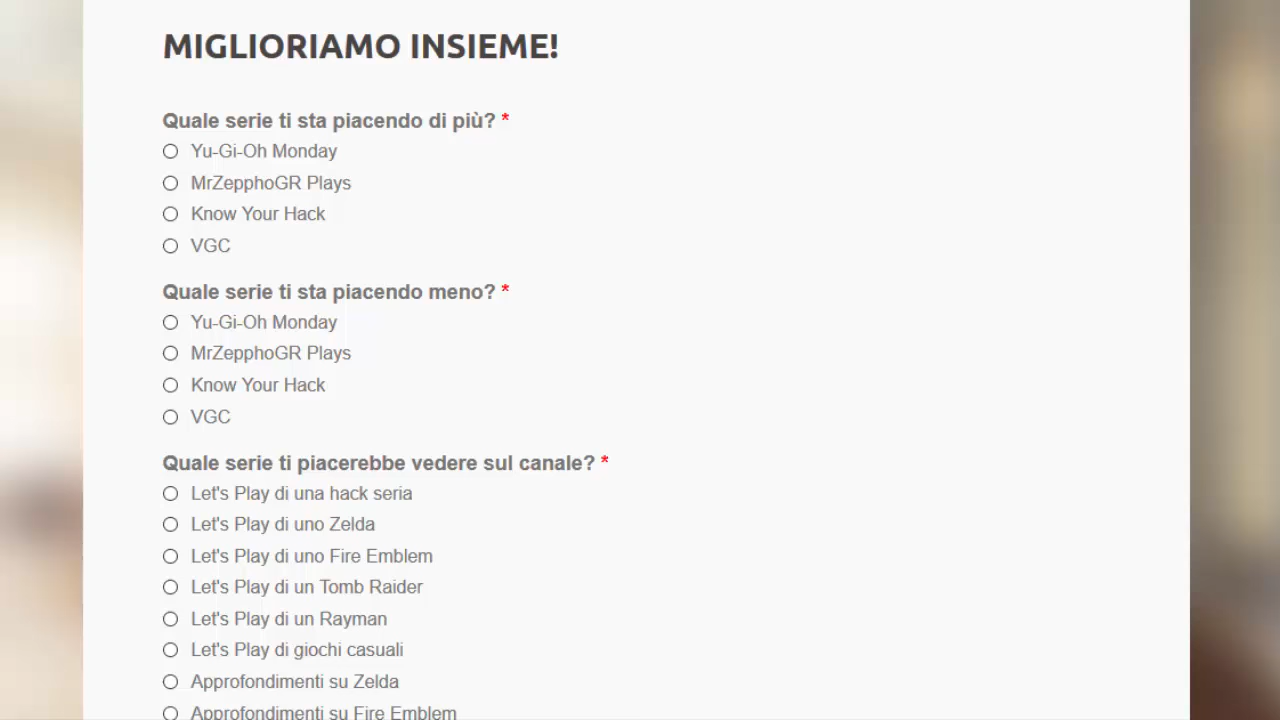 MIGLIORIAMO INSIEME!
Quale serie ti sta piacendo di più? *
Yu-Gi-Oh Monday
MrZepphoGR Plays
Know Your Hack
VGC
Quale serie ti sta piacendo meno? *
Yu-Gi-Oh Monday
MrZepphoGR Plays
Know Your Hack
VGC
Quale serie ti piacerebbe vedere sul canale? *
Let's Play di una hack seria
Let's Play di uno Zelda
Let's Play di uno Fire Emblem
Let's Play di un Tomb Raider
Let's Play di un Rayman
Let's Play di giochi casuali
Approfondimenti su Zelda
Approfondimenti su Fire Emblem